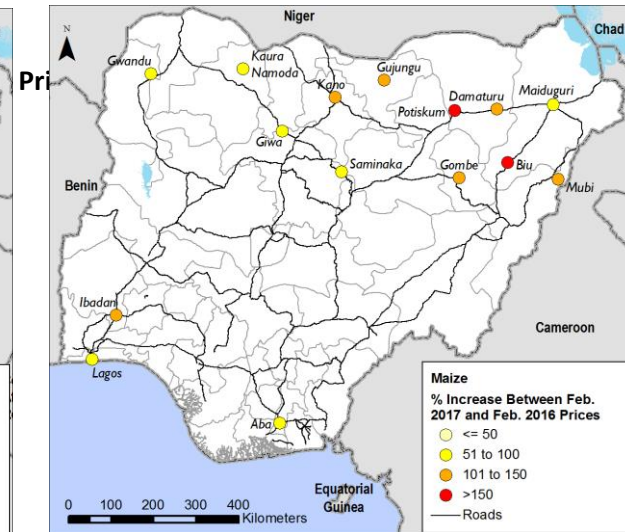 Niger
Chad
Gwandu
Kaura
Namoda
Gujungu
Pri
Kano
Damaturu
Maiduguri
Potiskum
Giwa
Saminaka
Gombe
Biu
Mubi
Benin
Ibadan
Cameroon
Lagos
Aba
Maize
% Increase Between Feb.
2017 and Feb. 2016 Prices
<= 50
51 to 100
101 to 150
>150
Roads
Equatorial
Guinea
0 100 200 300 400
Kilometers